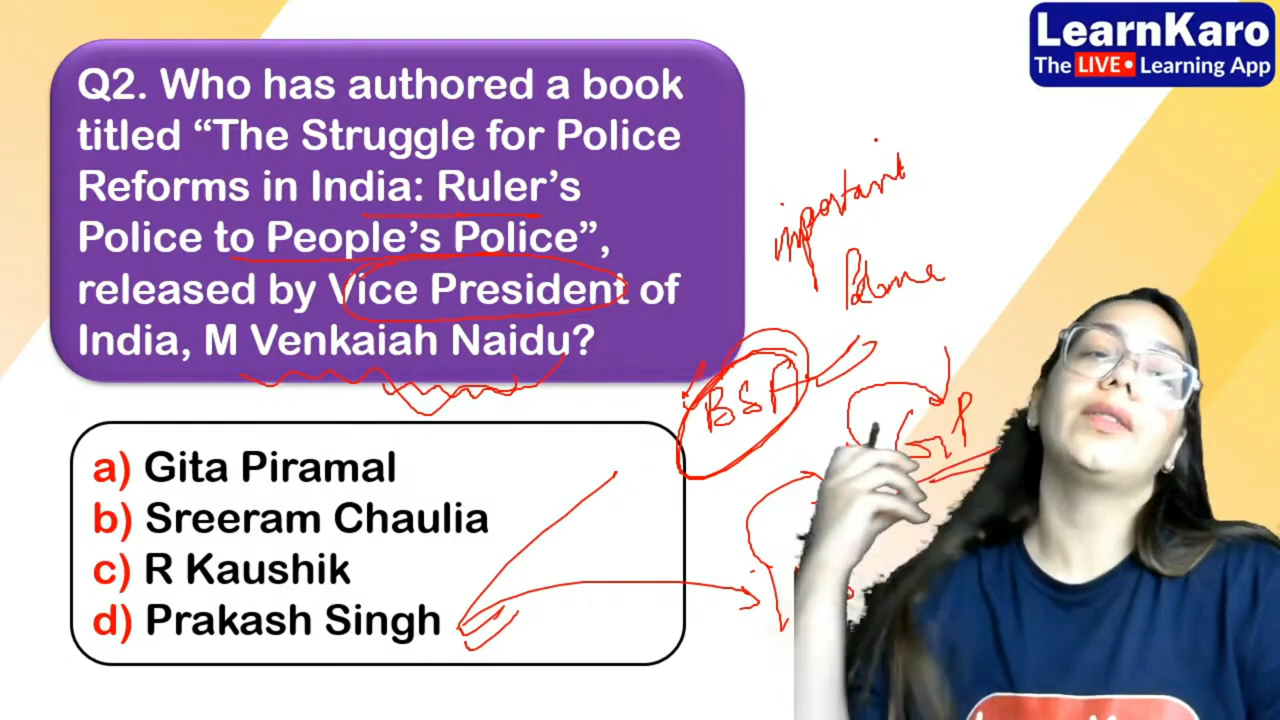 LearnKaro
The LIVE • Learning App
Q2. Who has authored a book
titled “The Struggle for Police
Reforms in India: Ruler’s
Police to People’s Police”,
released by Vice President of
India, M Venkaiah Naidu?
important
BSF
a) Gita Piramal
b) Sreeram Chaulia
c) R Kaushik
d) Prakash Singh